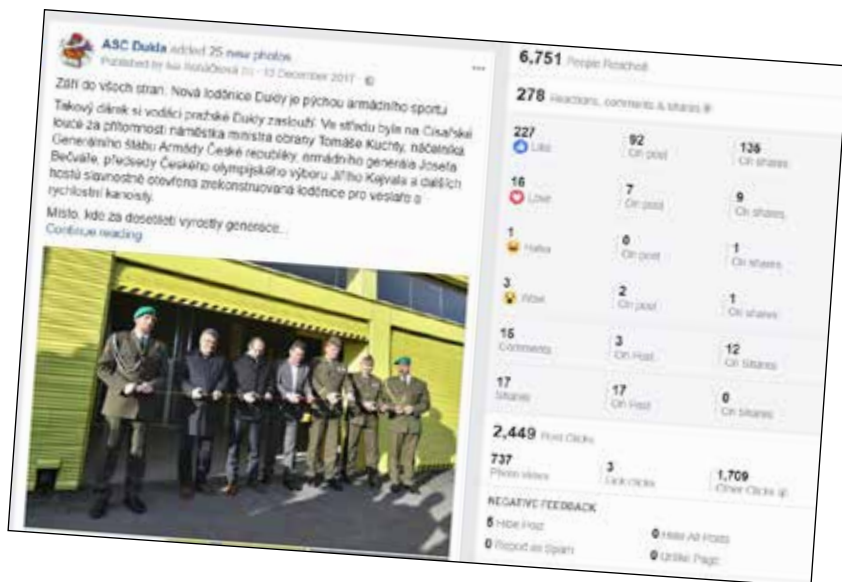 ASC Dukla added 25 new photos
Published by · 13 December 2017 ·
Září do všech stran. Nová loděnice Dukly je pýchou armádního sportu
Takový dárek si vodáci pražské Dukly zaslouží. Ve středu byla na Císařské
louce za přítomnosti náměstka ministra obrany Tomáše Kuchty, náčelníka
Generálního štábu Armády České republiky, armádního generála Josefa
Bečváře, předsedy Českého olympijského výboru Jiřího Kejvala a dalších
hostů slavnostně otevřena zrekonstruovaná loděnice pro veslaře a
rychlostní kanoisty.
Místo, kde za desetiletí vyrostly generace...
Continue reading
6,751 People Reached
278 Reactions, comments & shares
227 Like
92 On post
135 On shares
16 Love
7 On post
9 On shares
1 Haha
0 On post
1 On shares
3 Wow
2 On post
1 On shares
15 Comments
3 On Post
12 On Shares
17 Shares
17 On Post
0 On Shares
2,449 Post Clicks
737 Photo Views
3 Link clicks
1,709 Other Clicks
NEGATIVE FEEDBACK
5 Hide Post
0 Hide All Posts
0 Report as Spam
0 Unlike Page